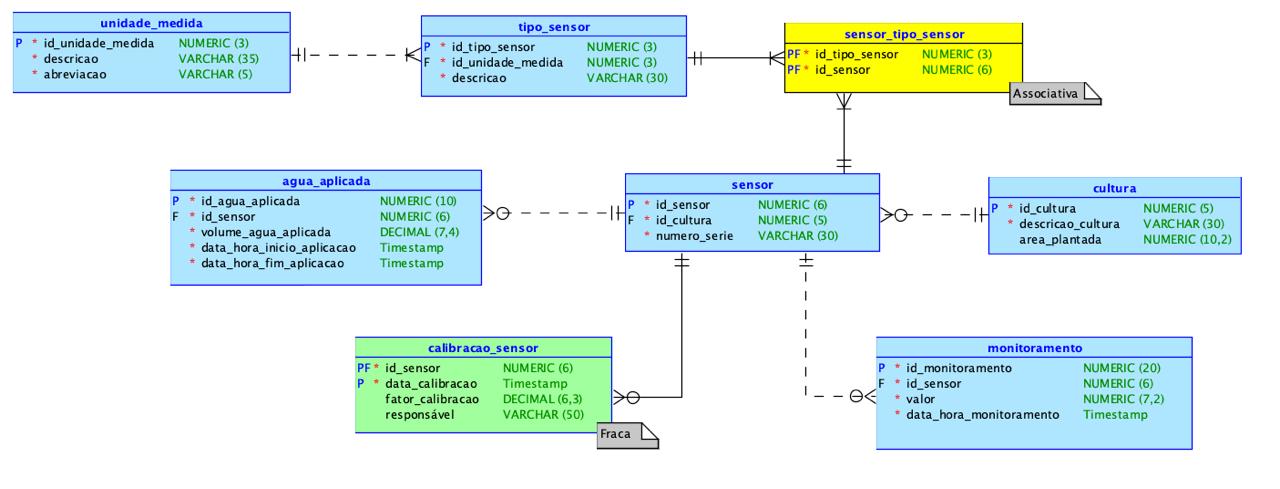 unidade_medida
P * id_unidade_medida NUMERIC (3)
* descricao VARCHAR (35)
* abreviacao VARCHAR (5)
tipo_sensor
P * id_tipo_sensor NUMERIC (3)
F * id_unidade_medida NUMERIC (3)
* descricao VARCHAR (30)
sensor_tipo_sensor
PF * id_tipo_sensor NUMERIC (3)
PF * id_sensor NUMERIC (6)
Associativa
agua_aplicada
P * id_agua_aplicada NUMERIC (10)
F * id_sensor NUMERIC (6)
* volume_agua_aplicada DECIMAL (7,4)
* data_hora_inicio_aplicacao Timestamp
* data_hora_fim_aplicacao Timestamp
sensor
P * id_sensor NUMERIC (6)
F * id_cultura NUMERIC (5)
* numero_serie VARCHAR (30)
cultura
P * id_cultura NUMERIC (5)
* descricao_cultura VARCHAR (30)
area_plantada NUMERIC (10,2)
calibracao_sensor
PF * id_sensor NUMERIC (6)
P * data_calibracao Timestamp
fator_calibracao DECIMAL (6,3)
responsável VARCHAR (50)
Fraca
monitoramento
P * id_monitoramento NUMERIC (20)
F * id_sensor NUMERIC (6)
* valor NUMERIC (7,2)
* data_hora_monitoramento Timestamp